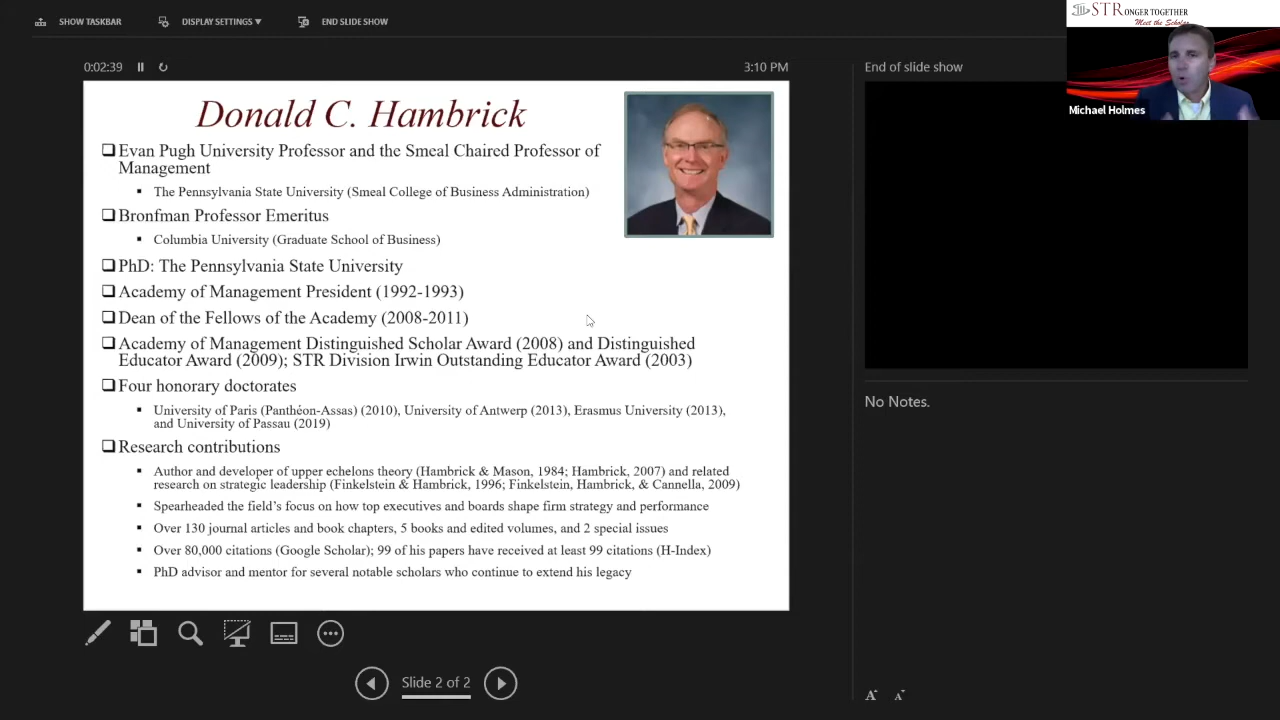 SHOW TASKBAR
DISPLAY SETTINGS ▾
END SLIDE SHOW
STRONGER TOGETHER
Meet the Scholar
Michael Holmes
0:02:39
3:10 PM
Donald C. Hambrick
❑ Evan Pugh University Professor and the Smeal Chaired Professor of
Management
▪ The Pennsylvania State University (Smeal College of Business Administration)
❑ Bronfman Professor Emeritus
▪ Columbia University (Graduate School of Business)
❑ PhD: The Pennsylvania State University
❑ Academy of Management President (1992-1993)
❑ Dean of the Fellows of the Academy (2008-2011)
❑ Academy of Management Distinguished Scholar Award (2008) and Distinguished
Educator Award (2009); STR Division Irwin Outstanding Educator Award (2003)
❑ Four honorary doctorates
▪ University of Paris (Panthéon-Assas) (2010), University of Antwerp (2013), Erasmus University (2013),
and University of Passau (2019)
❑ Research contributions
▪ Author and developer of upper echelons theory (Hambrick & Mason, 1984; Hambrick, 2007) and related
research on strategic leadership (Finkelstein & Hambrick, 1996; Finkelstein, Hambrick, & Cannella, 2009)
▪ Spearheaded the field's focus on how top executives and boards shape firm strategy and performance
▪ Over 130 journal articles and book chapters, 5 books and edited volumes, and 2 special issues
▪ Over 80,000 citations (Google Scholar); 99 of his papers have received at least 99 citations (H-Index)
▪ PhD advisor and mentor for several notable scholars who continue to extend his legacy
Slide 2 of 2
End of slide show
No Notes.
A A